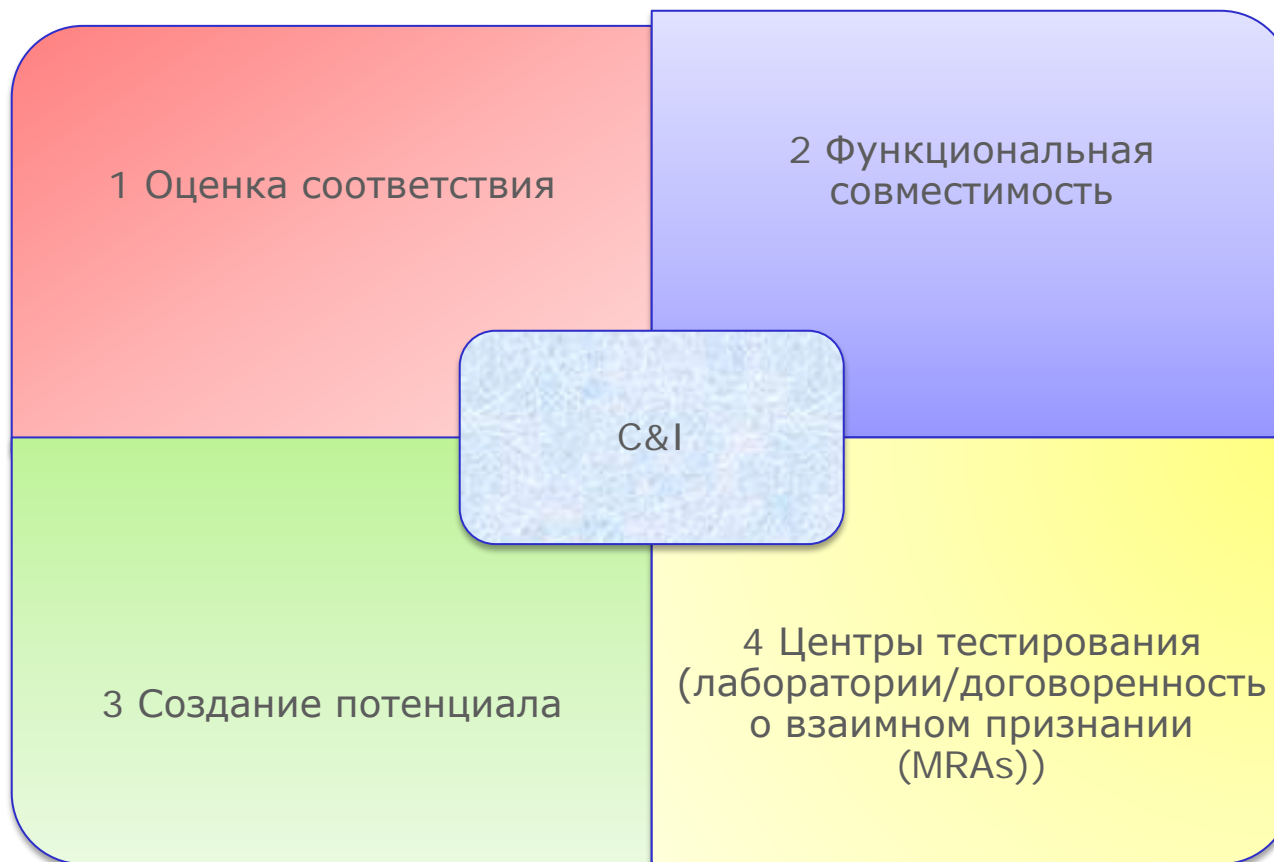 1 Оценка соответствия
2 Функциональная
совместимость
C&I
3 Создание потенциала
4 Центры тестирования
(лаборатории/договоренность
о взаимном признании
(MRAs))